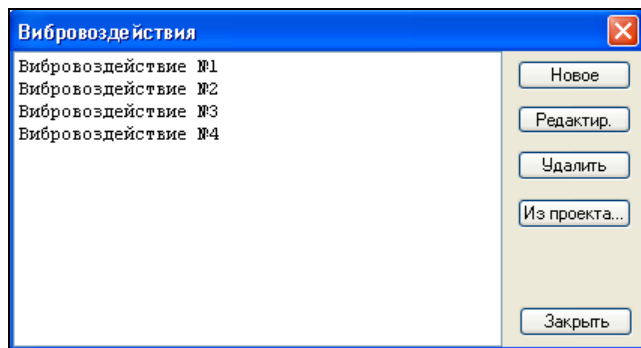 Вибровоздействия
Вибровоздействие №1
Вибровоздействие №2
Вибровоздействие №3
Вибровоздействие №4
Новое
Редактир.
Удалить
Из проекта...
Закрыть